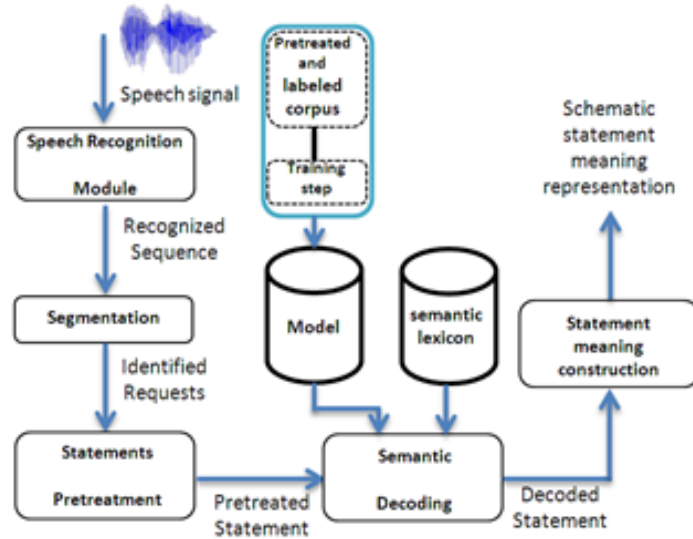 Speech signal
Speech Recognition
Module
Recognized
Sequence
Segmentation
Identified
Requests
Statements
Pretreatment
Pretreated
Statement
Pretreated
and
labeled
corpus
Training
step
Model
semantic
lexicon
Semantic
Decoding
Decoded
Statement
Statement
meaning
construction
Schematic
statement
meaning
representation